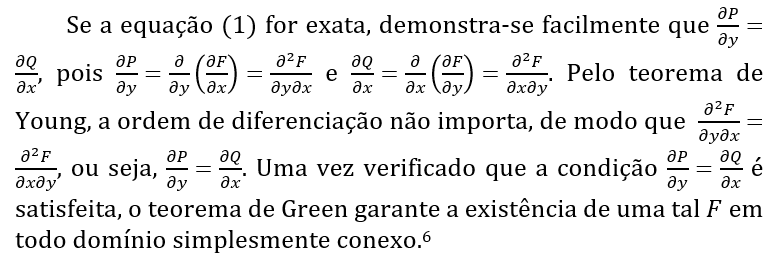 Se a equação (1) for exata, demonstra-se facilmente que ∂P/∂y =
∂Q/∂x, pois ∂P/∂y = ∂/∂y (∂F/∂x) = ∂²F/∂y∂x e ∂Q/∂x = ∂/∂x (∂F/∂y) = ∂²F/∂x∂y. Pelo teorema de
Young, a ordem de diferenciação não importa, de modo que ∂²F/∂y∂x =
∂²F/∂x∂y, ou seja, ∂P/∂y = ∂Q/∂x. Uma vez verificado que a condição ∂P/∂y = ∂Q/∂x é
satisfeita, o teorema de Green garante a existência de uma tal F em
todo domínio simplesmente conexo.⁶